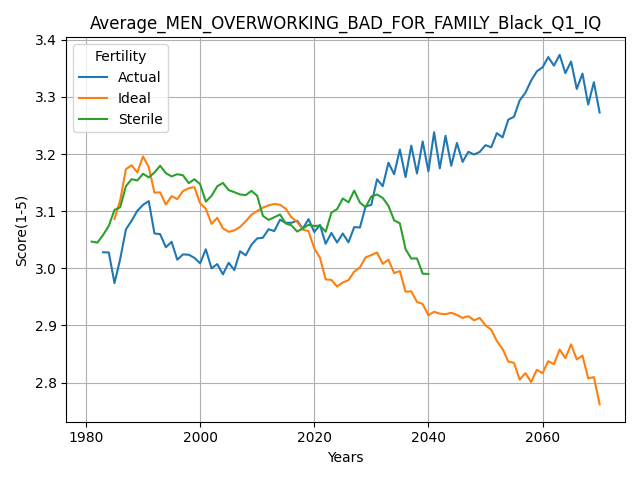 Average_MEN_OVERWORKING_BAD_FOR_FAMILY_Black_Q1_IQ
Fertility
Actual
Ideal
Sterile
Score(1-5)
3.4
3.3
3.2
3.1
3.0
2.9
2.8
1980
2000
2020
2040
2060
Years